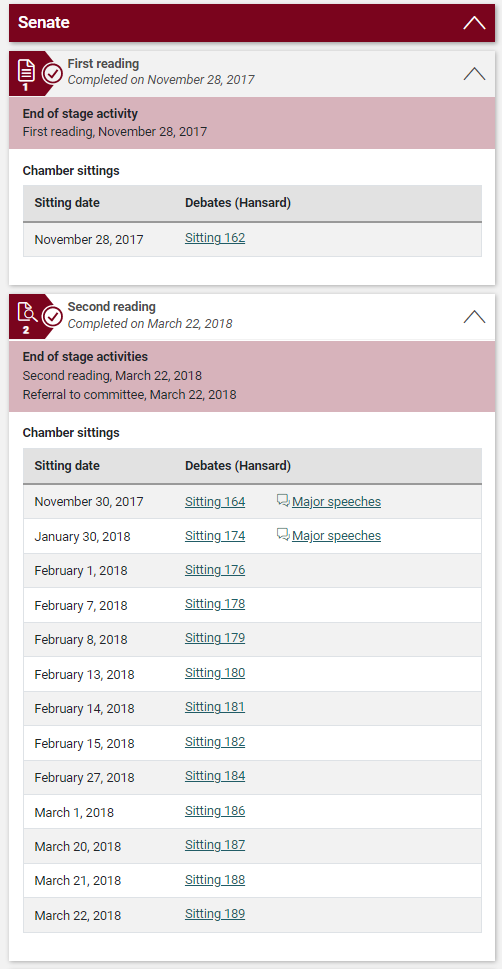 Senate
First reading
1
Completed on November 28, 2017
End of stage activity
First reading, November 28, 2017
Chamber sittings
Sitting date Debates (Hansard)
November 28, 2017 Sitting 162
Second reading
2
Completed on March 22, 2018
End of stage activities
Second reading, March 22, 2018
Referral to committee, March 22, 2018
Chamber sittings
Sitting date Debates (Hansard)
November 30, 2017 Sitting 164 Major speeches
January 30, 2018 Sitting 174 Major speeches
February 1, 2018 Sitting 176
February 7, 2018 Sitting 178
February 8, 2018 Sitting 179
February 13, 2018 Sitting 180
February 14, 2018 Sitting 181
February 15, 2018 Sitting 182
February 27, 2018 Sitting 184
March 1, 2018 Sitting 186
March 20, 2018 Sitting 187
March 21, 2018 Sitting 188
March 22, 2018 Sitting 189